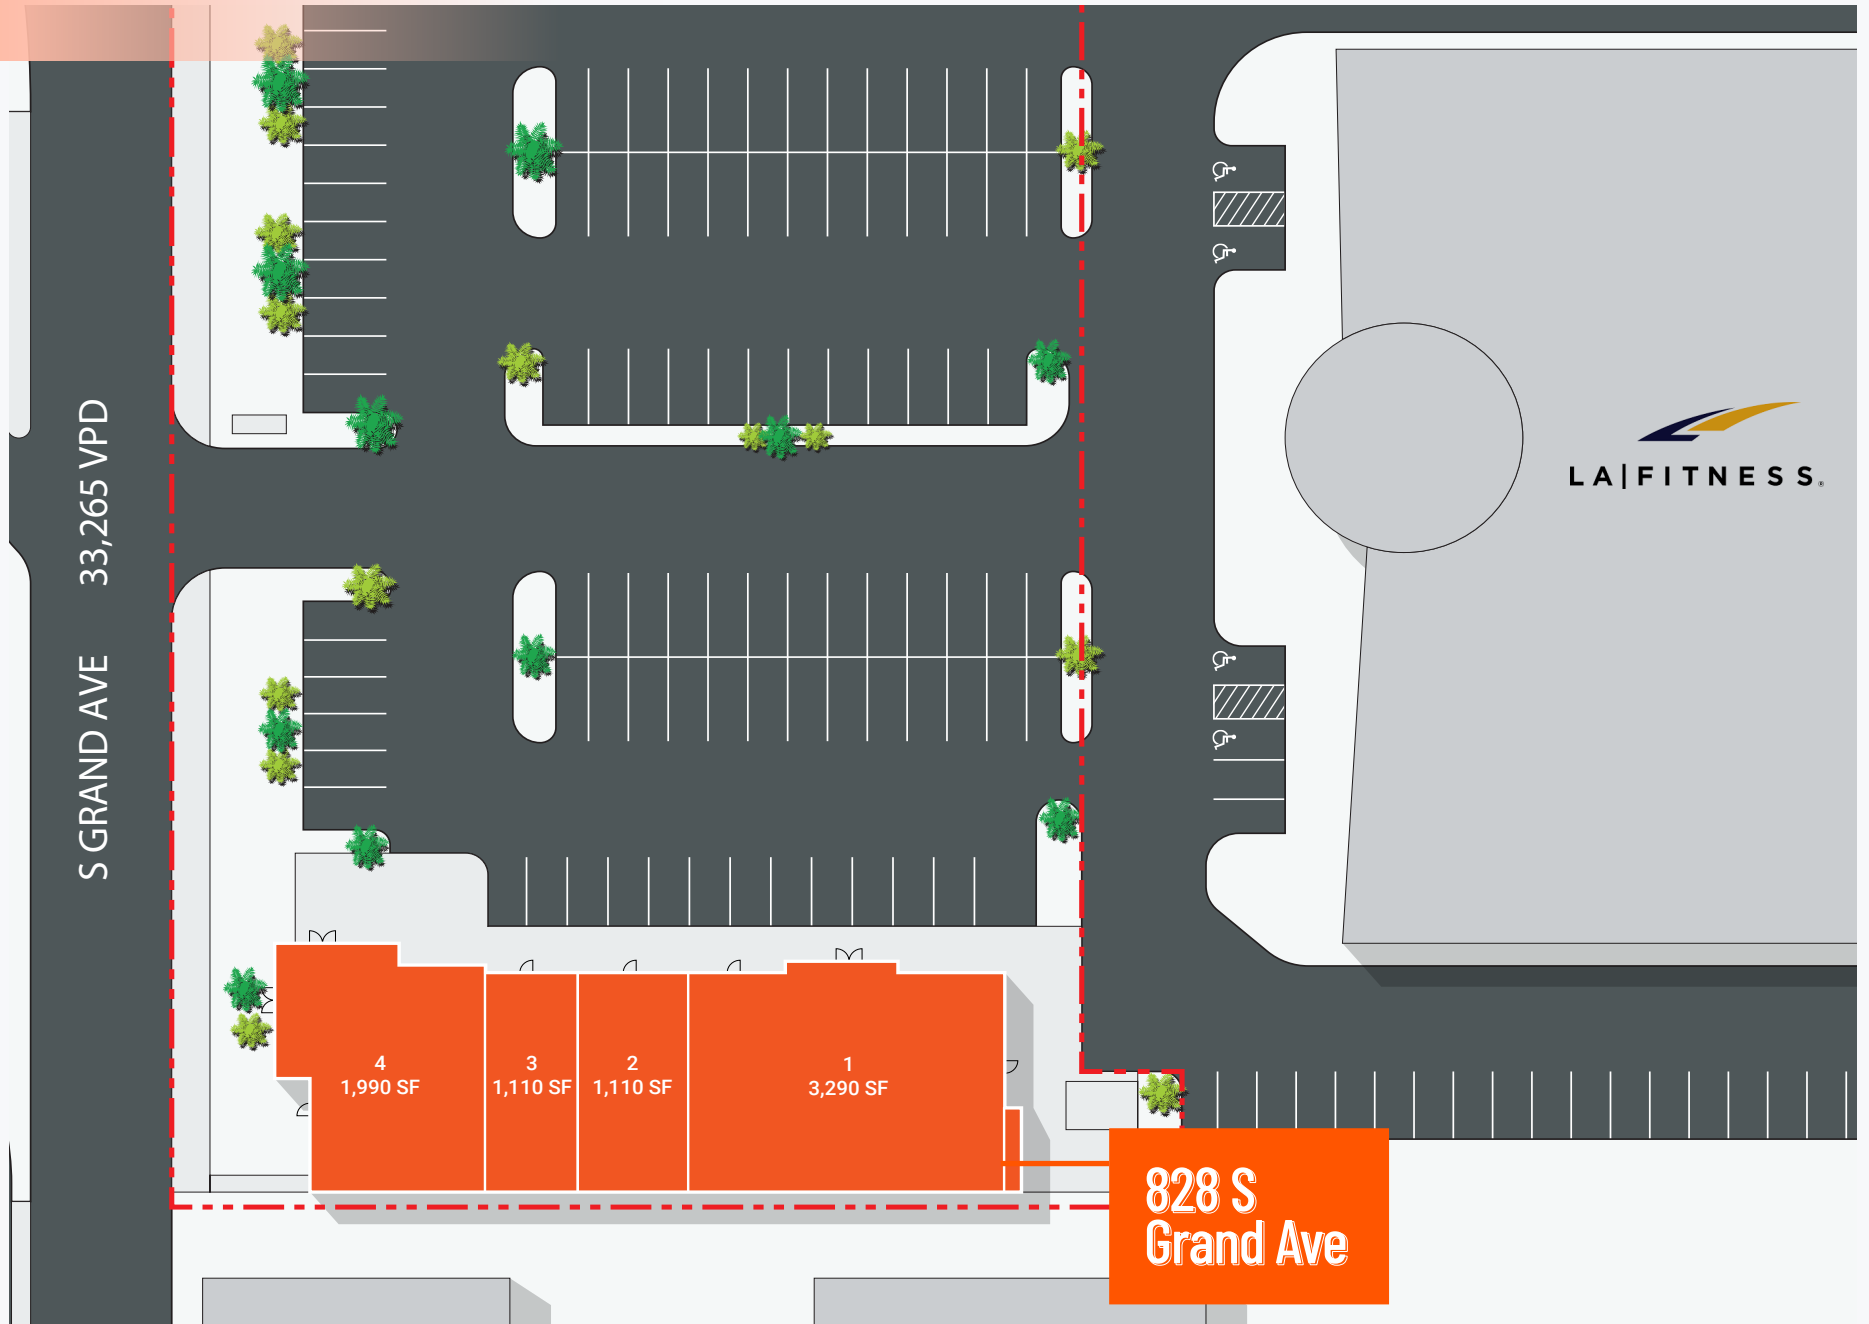 S GRAND AVE 33,265 VPD
LA|FITNESS®
4
1,990 SF
3
1,110 SF
2
1,110 SF
1
3,290 SF
828 S
Grand Ave